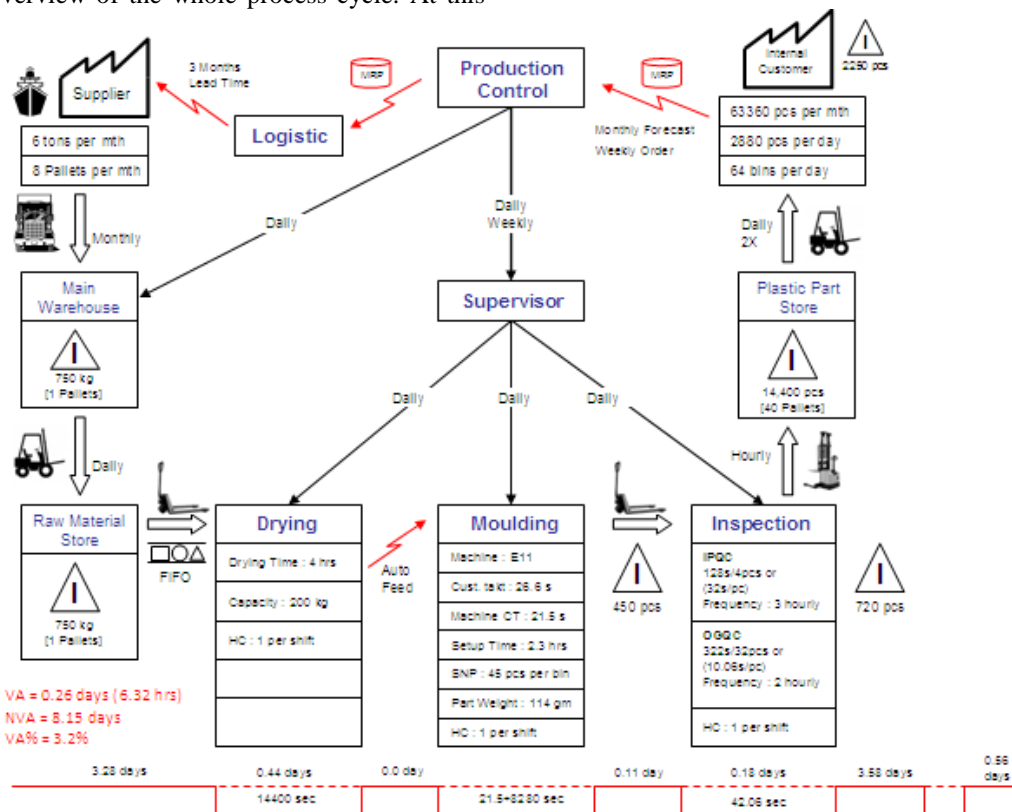 verview of the whole process cycle. At this
Supplier
6 tons per mth
8 Pallets per mth
3 Months
Lead Time
MRP
Logistic
Production
Control
MRP
Monthly Forecast
Weekly Order
Internal
Customer
I
2250 pcs
63360 pcs per mth
2880 pcs per day
64 bins per day
Monthly
Daily
Daily
Weekly
Daily
2X
Main
Warehouse
I
750 kg
[1 Pallets]
Supervisor
Plastic Part
Store
I
14,400 pcs
[40 Pallets]
Daily
Daily
Daily
Daily
Hourly
Raw Material
Store
I
750 kg
[1 Pallets]
FIFO
Drying
Drying Time : 4 hrs
Capacity : 200 kg
HC : 1 per shift
Auto
Feed
Moulding
Machine : E11
Cust. takt : 26.6 s
Machine CT : 21.5 s
Setup Time : 2.3 hrs
SNP : 45 pcs per bin
Part Weight : 114 gm
HC : 1 per shift
I
450 pcs
Inspection
IPQC
128s/4pcs or
(32s/pc)
Frequency : 3 hourly
OGQC
322s/32pcs or
(10.06s/pc)
Frequency : 2 hourly
HC : 1 per shift
I
720 pcs
VA = 0.26 days (6.32 hrs)
NVA = 8.15 days
VA% = 3.2%
3.28 days
0.44 days
0.0 day
0.11 day
0.18 days
3.58 days
0.56
days
14400 sec
21.5+8280 sec
42.06 sec